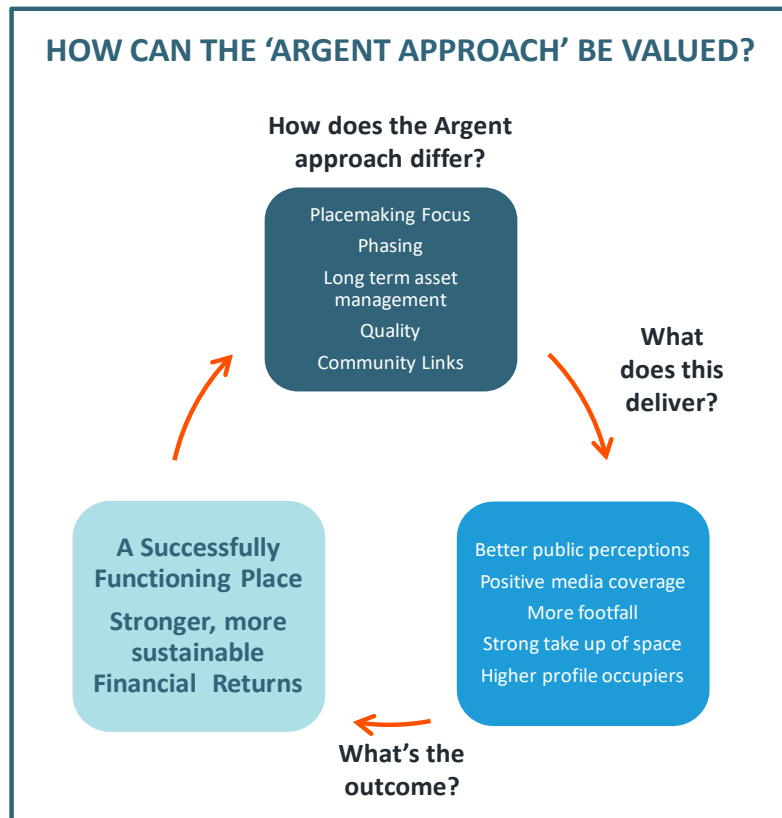 HOW CAN THE ‘ARGENT APPROACH’ BE VALUED?
How does the Argent
approach differ?
Placemaking Focus
Phasing
Long term asset
management
Quality
Community Links
What
does this
deliver?
Better public perceptions
Positive media coverage
More footfall
Strong take up of space
Higher profile occupiers
What’s the
outcome?
A Successfully
Functioning Place
Stronger, more
sustainable
Financial Returns